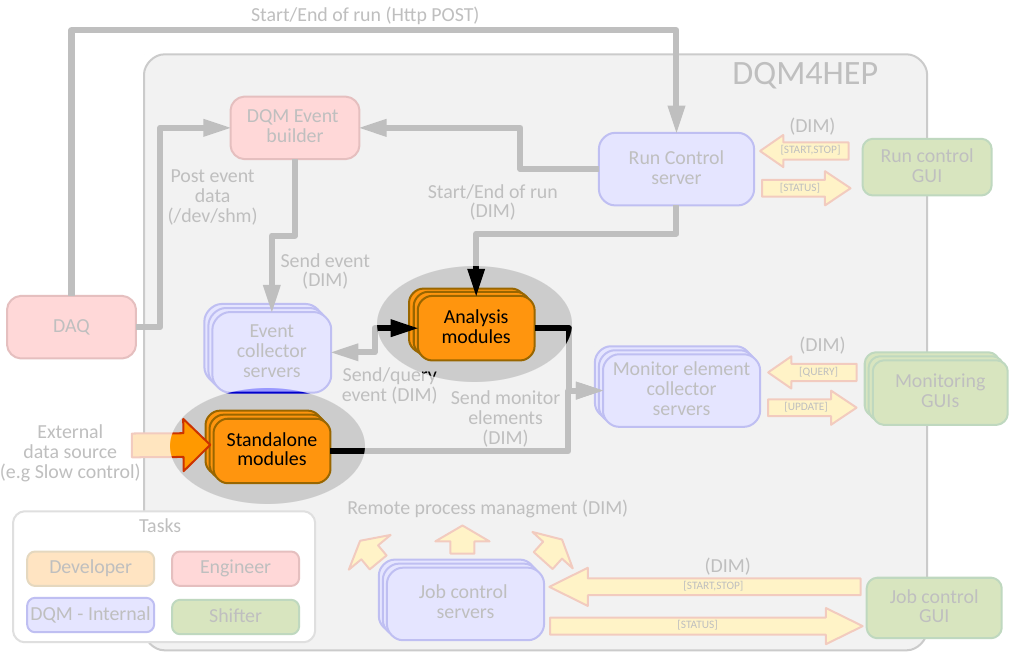 Start/End of run (Http POST)
DQM4HEP
DQM Event
builder
(DIM)
[START,STOP]
[STATUS]
Run Control
server
Run control
GUI
Post event
data
(/dev/shm)
Start/End of run
(DIM)
Send event
(DIM)
DAQ
Event
collector
servers
Analysis
modules
Send/query
event (DIM)
Send monitor
elements
(DIM)
Monitor element
collector
servers
(DIM)
[QUERY]
[UPDATE]
Monitoring
GUIs
External
data source
(e.g Slow control)
Standalone
modules
Remote process managment (DIM)
Tasks
Developer
Engineer
DQM - Internal
Shifter
Job control
servers
(DIM)
[START,STOP]
[STATUS]
Job control
GUI